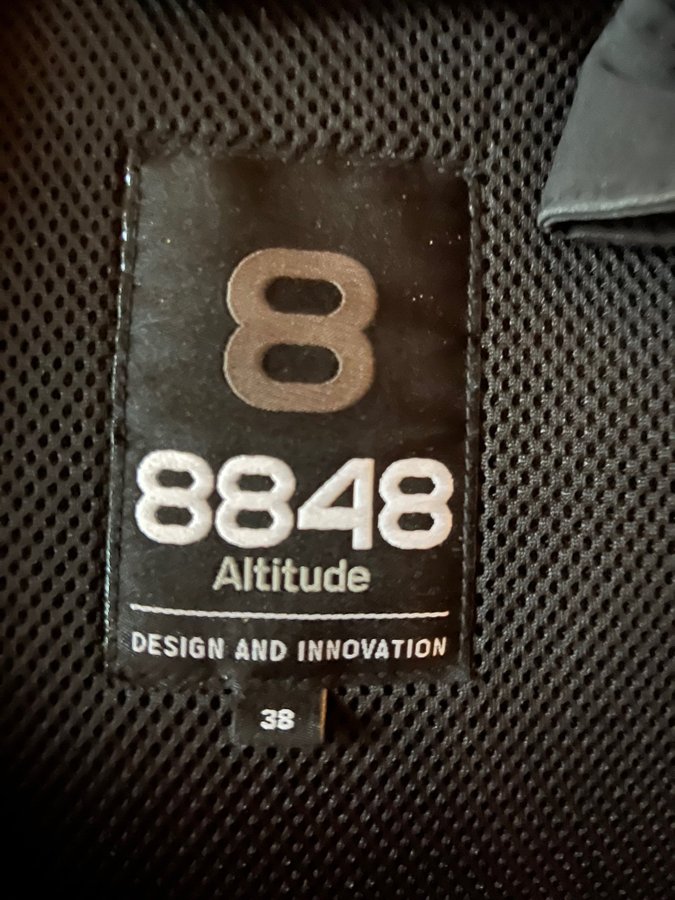 8
8848
Altitude
DESIGN AND INNOVATION
38